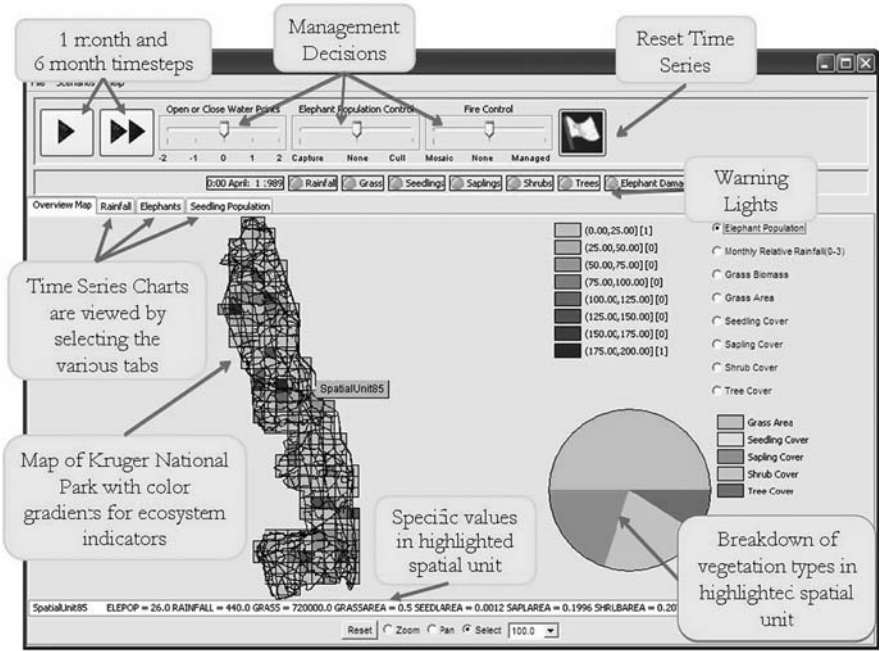 1 month and
6 month timesteps
Management
Decisions
Reset Time
Series
Scenarios
Open or Close Water Points
-2 -1 0 1 2
Elephant Population Control
Capture None Cull
Fire Control
Mosaic None Managed
0:00 April: 1 1989
Rainfall
Grass
Seedlings
Saplings
Shrubs
Trees
Elephant Dama
Warning
Lights
Overview Map
Rainfall
Elephants
Seedling Population
Time Series Charts
are viewed by
selecting the
various tabs
(0.00,25.00] [1]
(25.00,50.00] [0]
(50.00,75.00] [0]
(75.00,100.00] [0]
(100.00,125.00] [0]
(125.00,150.00] [0]
(150.00,175.00] [0]
(175.00,200.00] [1]
Elephant Population
Monthly Relative Rainfall(0-3)
Grass Biomass
Grass Area
Seedling Cover
Sapling Cover
Shrub Cover
Tree Cover
SpatialUnit85
Map of Kruger National
Park with color
gradients for ecosystem
indicators
Grass Area
Seedling Cover
Sapling Cover
Shrub Cover
Tree Cover
Specific values
in highlighted
spatial unit
Breakdown of
vegetation types in
highlighted spatial
unit
SpatialUnit85 ELEPOP = 26.0 RAINFALL = 440.0 GRASS = 720000.0 GRASSAREA = 0.5 SEEDLAREA = 0.0012 SAPLAREA = 0.1996 SHRUBAREA = 0.20
Reset Zoom Pan Select 100.0